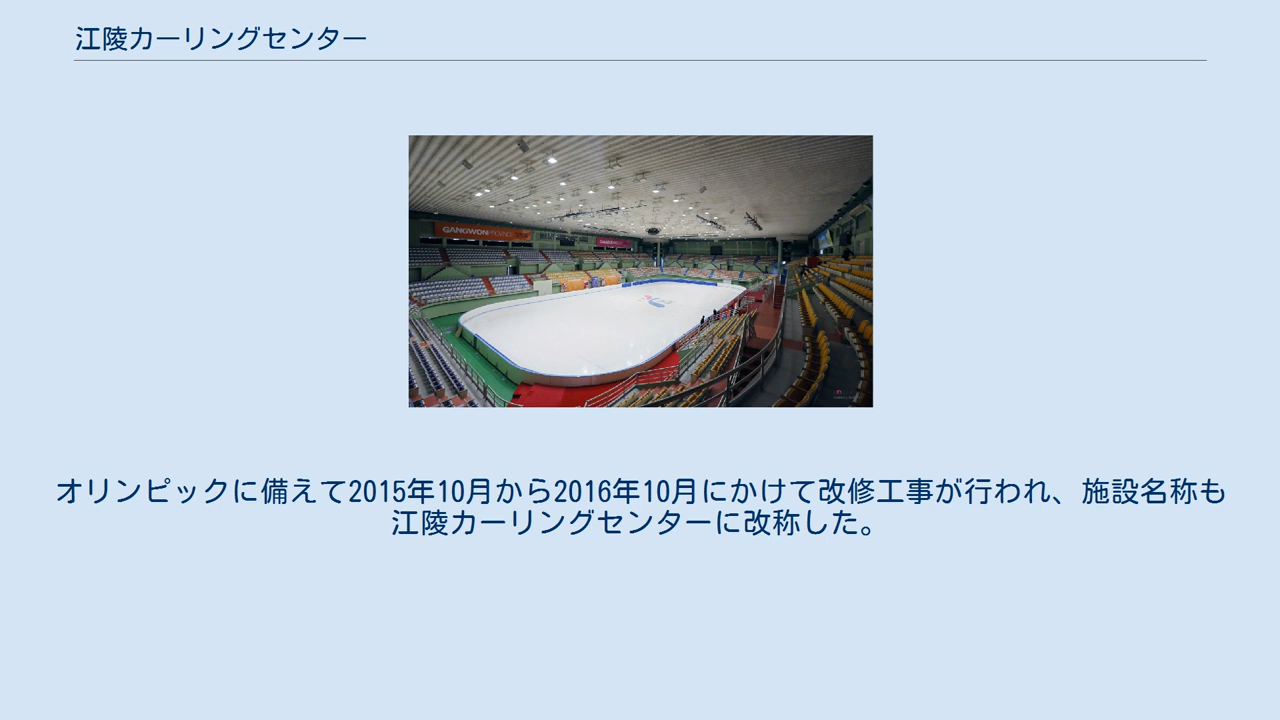 江陵カーリングセンター
GANGWON PROVINCE
オリンピックに備えて2015年10月から2016年10月にかけて改修工事が行われ、施設名称も
江陵カーリングセンターに改称した。